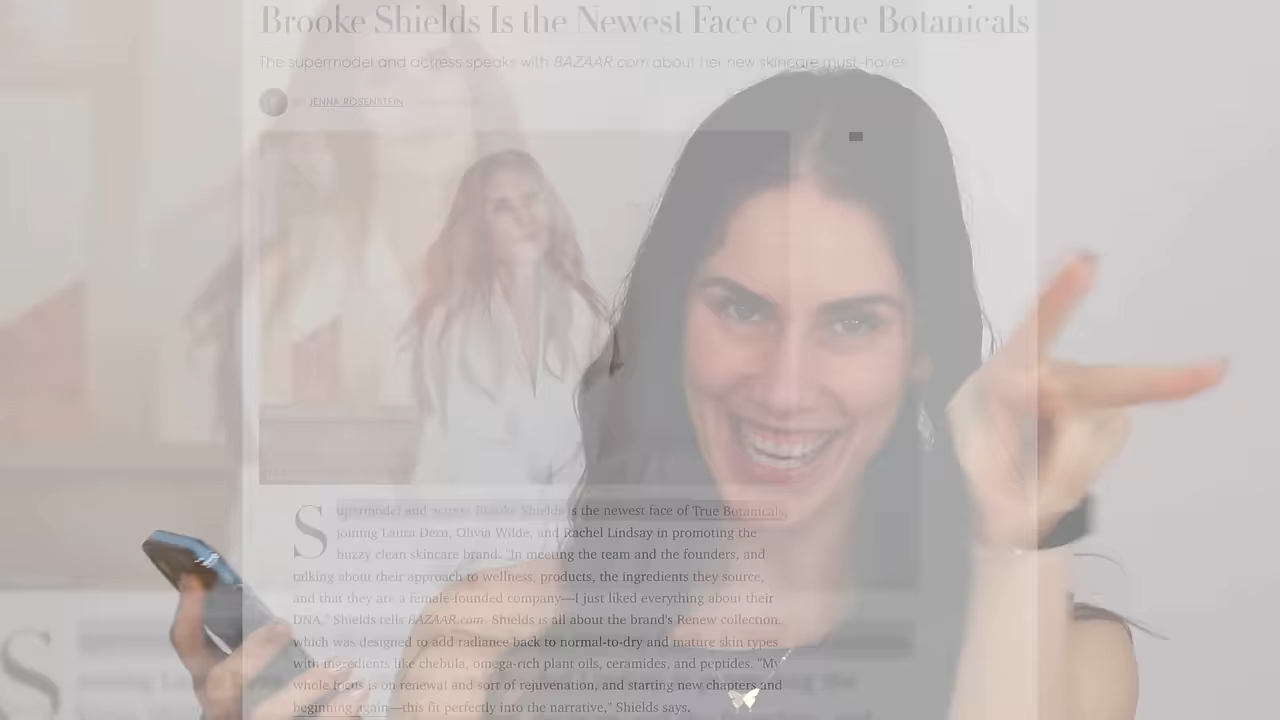 Brooke Shields Is the Newest Face of True Botanicals
The supermodel and actress speaks with BAZAAR.com about her new skincare must-haves.
BY JENNA ROSENSTEIN
Supermodel and actress Brooke Shields is the newest face of True Botanicals,
joining Laura Dern, Olivia Wilde, and Rachel Lindsay in promoting the
buzzy clean skincare brand. "In meeting the team and the founders, and
talking about their approach to wellness, products, the ingredients they source,
and that they are a female-founded company—I just liked everything about their
DNA," Shields tells BAZAAR.com. Shields is all about the brand's Renew collection,
which was designed to add radiance back to normal-to-dry and mature skin types
with ingredients like chebula, omega-rich plant oils, ceramides, and peptides. "My
whole focus is on renewal and sort of rejuvenation, and starting new chapters and
beginning again—this fit perfectly into the narrative," Shields says.